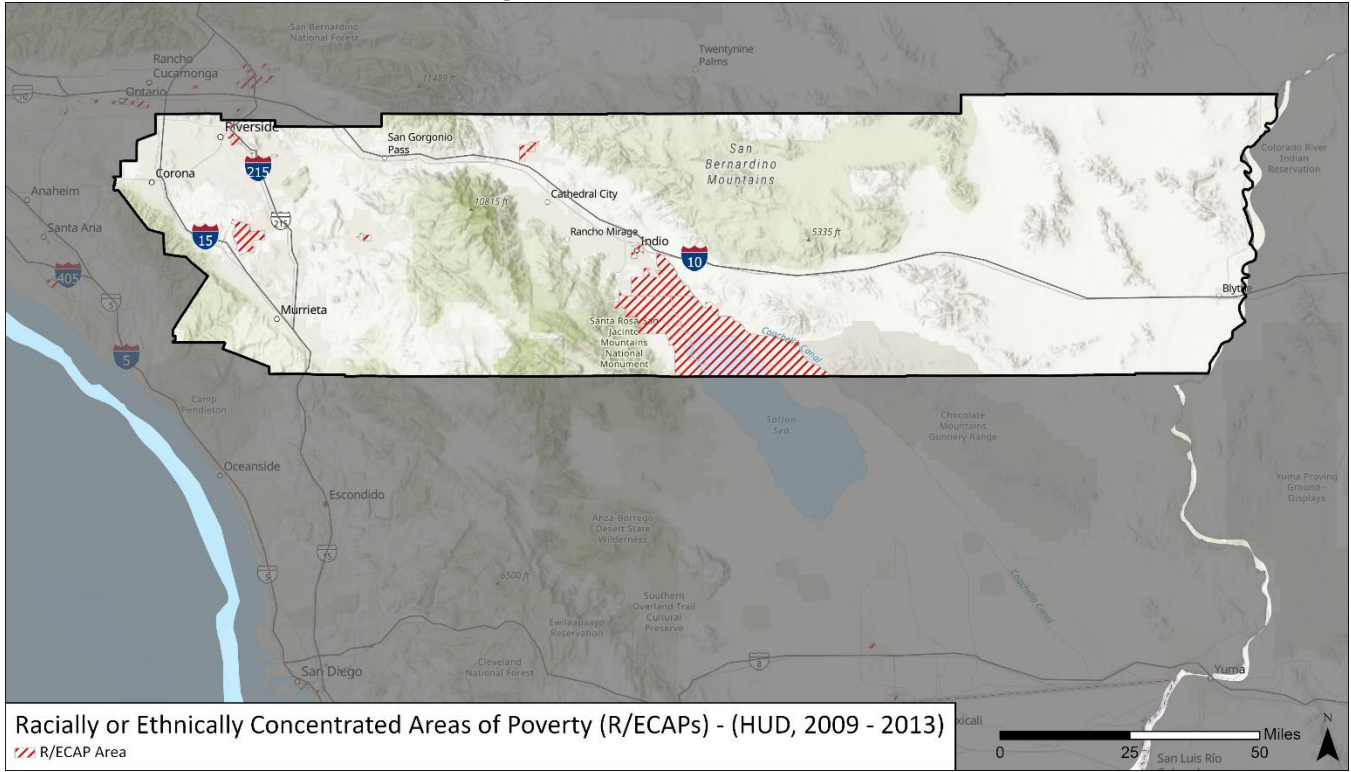 San Bernardino
National Forest
Twentynine
Palms
Rancho
Cucamonga
11489 ft
10
Ontario
Riverside
San Gorgonio
Pass
San
Bernardino
Mountains
Colorado River
Indian
Reservation
215
Corona
Anaheim
Cathedral City
10815 ft
215
Santa Ana
15
Rancho Mirage
Indio
5335 ft
10
405
5
Blythe
Murrieta
Santa Rosa San
Jacinto
Mountains
National
Monument
Coachella Canal
5
Camp
Pendleton
Salton
Sea
Chocolate
Mountains
Gunnery Range
Oceanside
Yuma Proving
Ground -
Displays
Escondido
Anza-Borrego
Desert State
Wilderness
15
5
6500 ft
Coachella Canal
Southern
Overland Trail
Cultural
Preserve
Ewiiaapaayp
Reservation
8
San Diego
Cleveland
National Forest
Yuma
Racially or Ethnically Concentrated Areas of Poverty (R/ECAPs) - (HUD, 2009 - 2013)
R/ECAP Area
xicali
San Luis Río
0 25 50 Miles
N